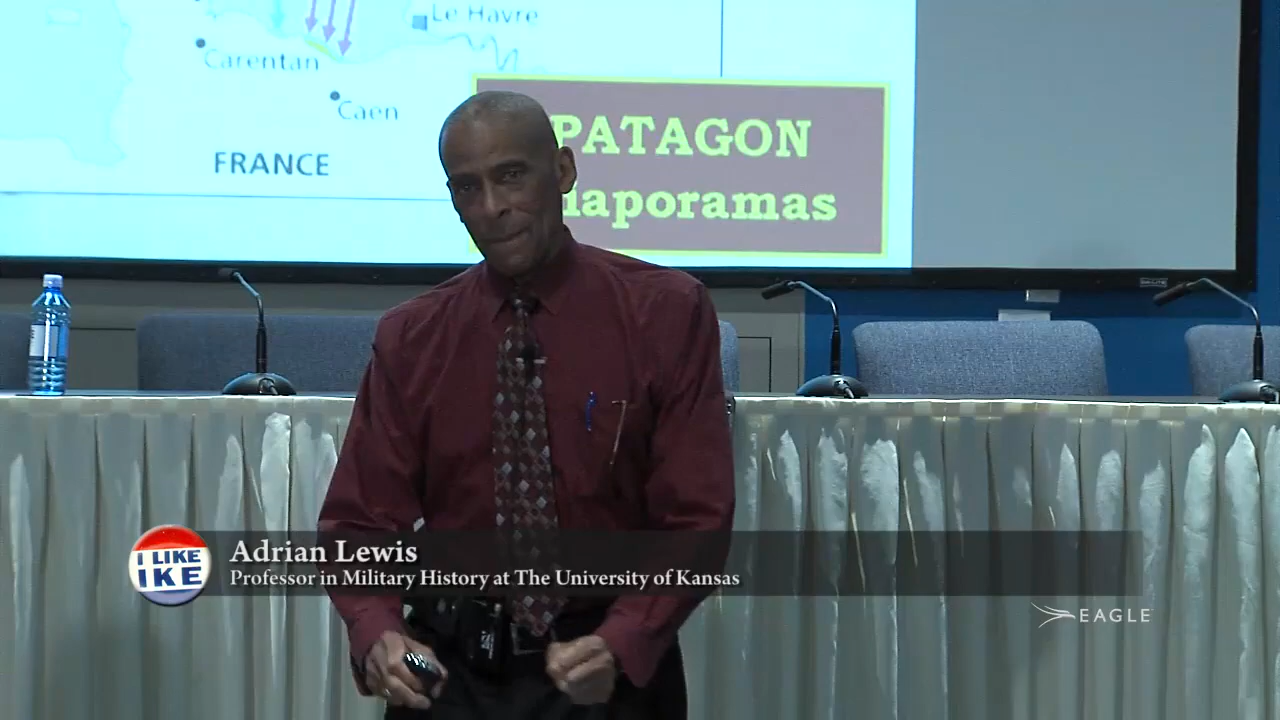 Le Havre
Carentan
Caen
FRANCE
PATAGON
iaporamas
I LIKE
IKE
Adrian Lewis
Professor in Military History at The University of Kansas
EAGLE